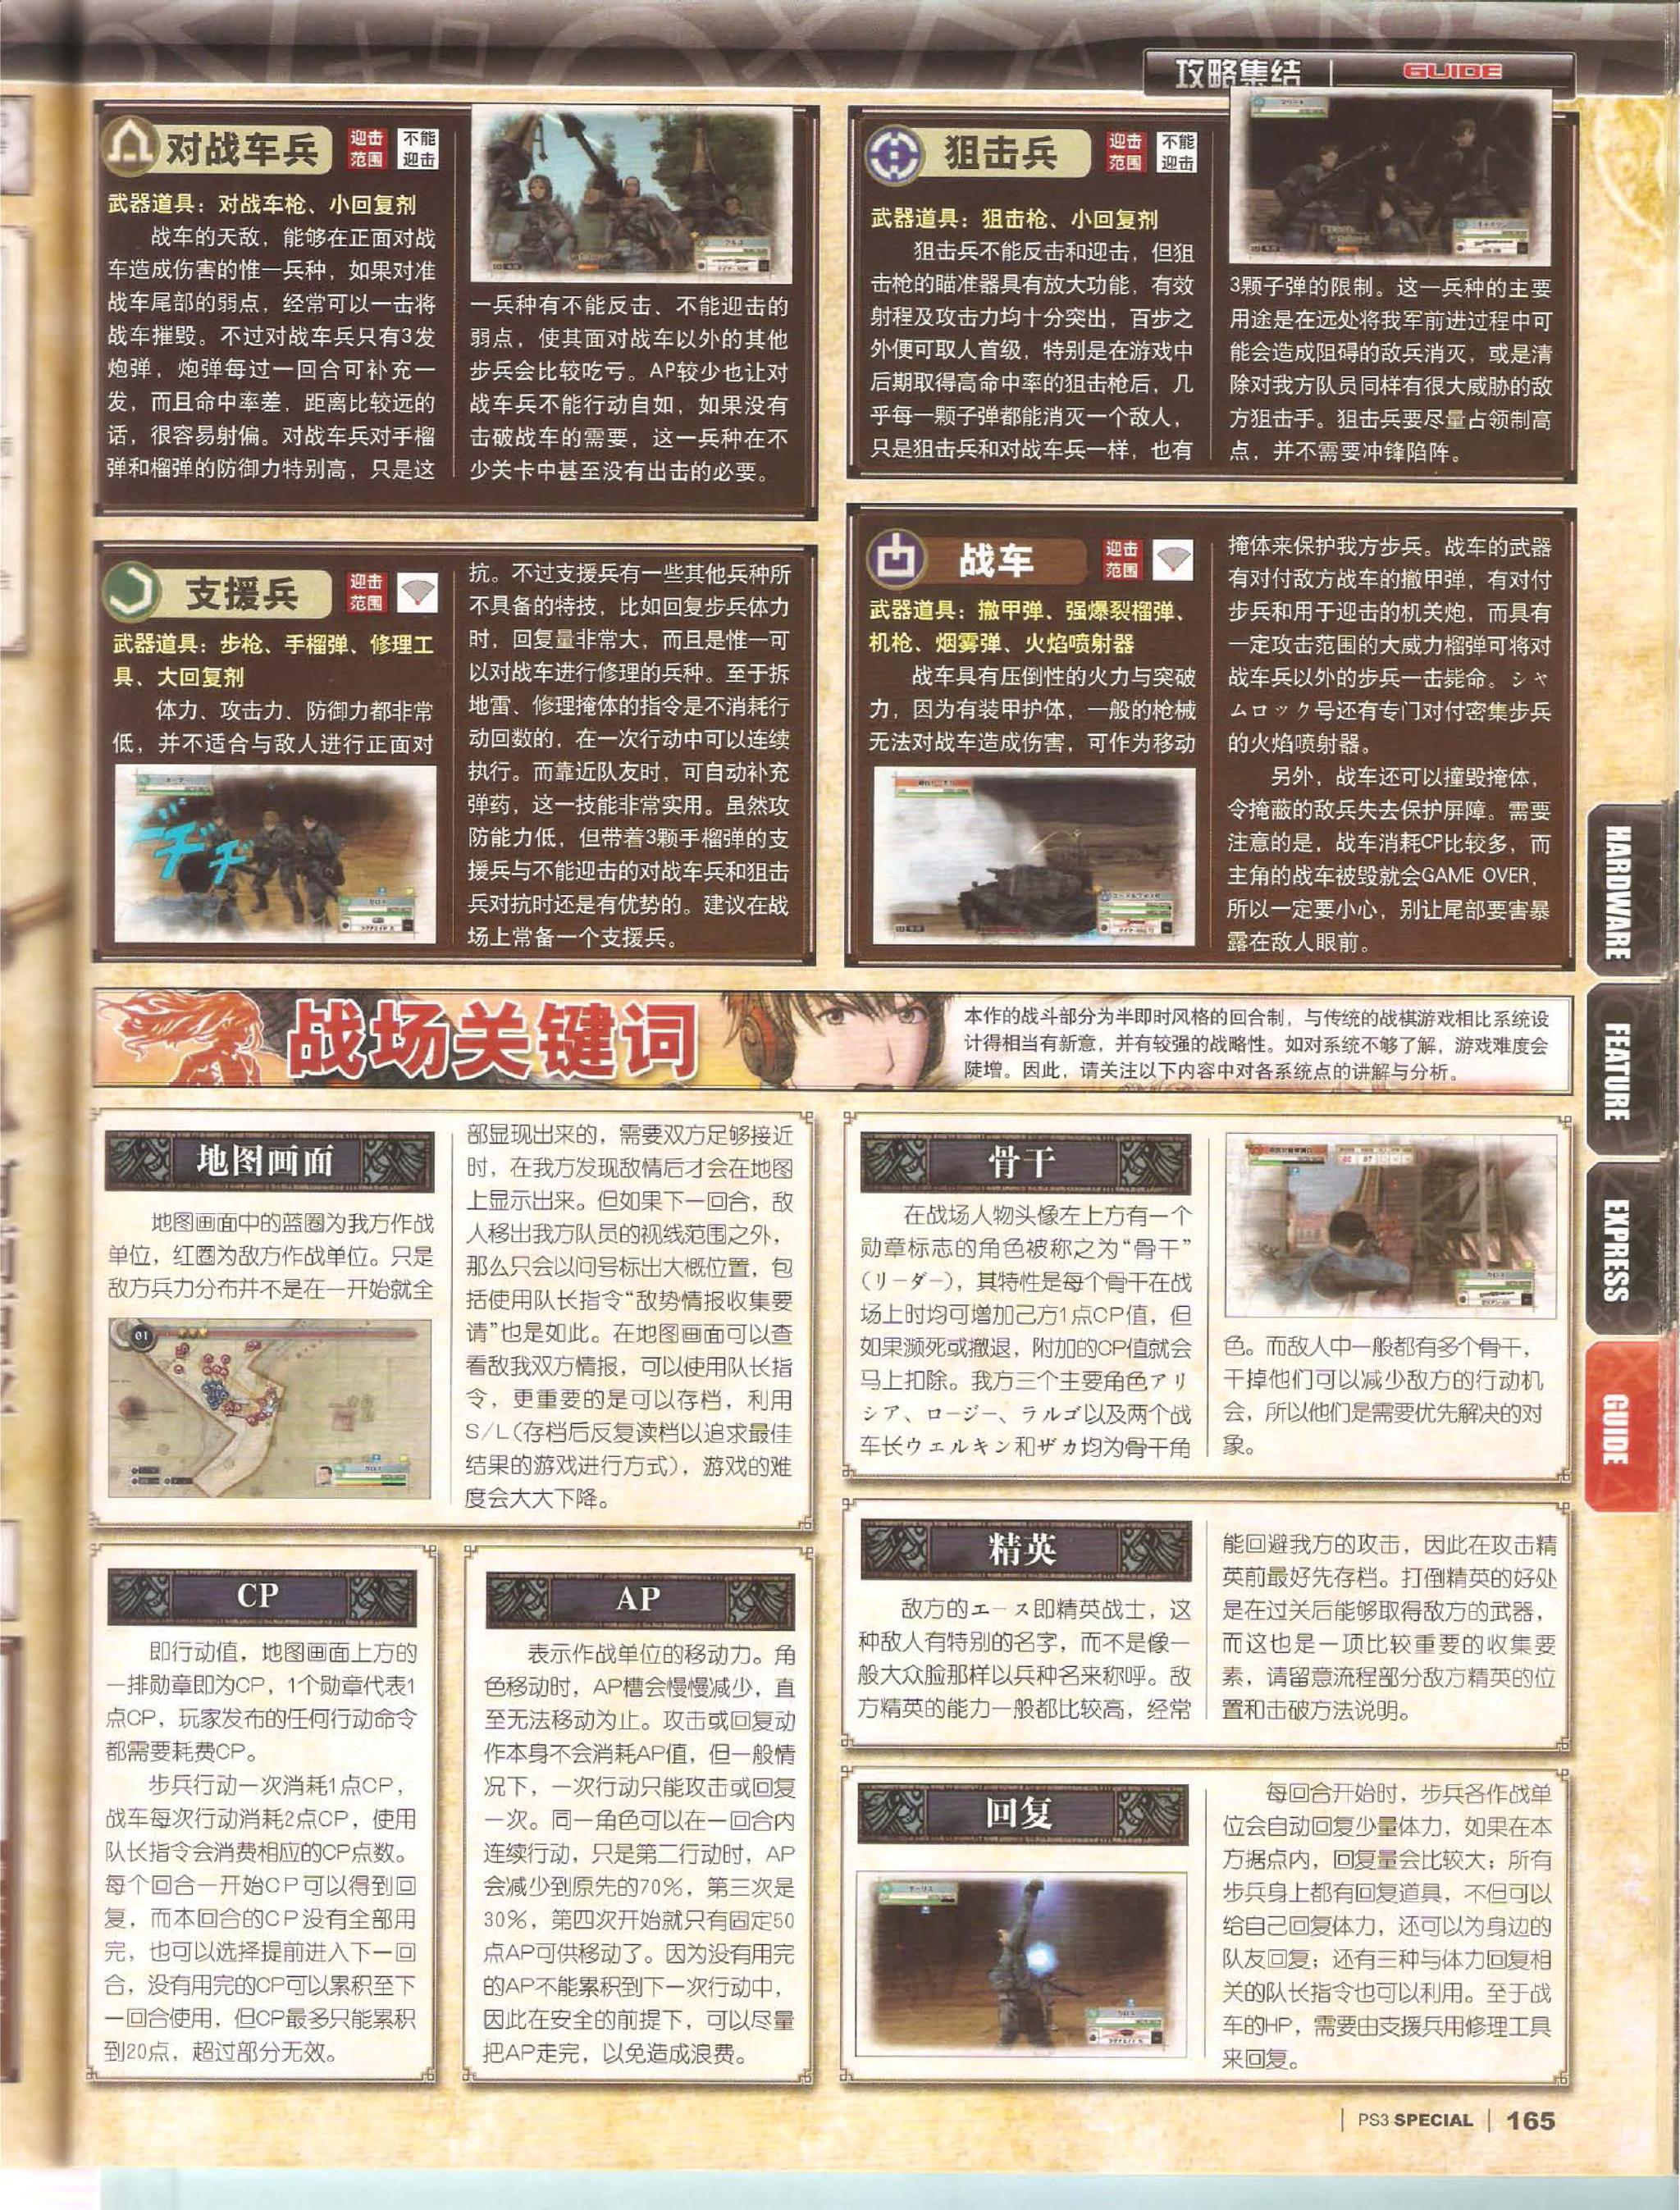 攻略集结 | GUIDE
对战车兵
迎击
范围
不能
迎击
武器道具：对战车枪、小回复剂
战车的天敌，能够在正面对战
车造成伤害的惟一兵种，如果对准
战车尾部的弱点，经常可以一击将
战车摧毁。不过对战车兵只有3发
炮弹，炮弹每过一回合可补充一
发，而且命中率差，距离比较远的
话，很容易射偏。对战车兵对手榴
弹和榴弹的防御力特别高，只是这
一兵种有不能反击、不能迎击的
弱点，使其面对战车以外的其他
步兵会比较吃亏。AP较少也让对
战车兵不能行动自如，如果没有
击破战车的需要，这一兵种在不
少关卡中甚至没有出击的必要。
狙击兵
迎击
范围
不能
迎击
武器道具：狙击枪、小回复剂
狙击兵不能反击和迎击，但狙
击枪的瞄准器具有放大功能，有效
射程及攻击力均十分突出，百步之
外便可取人首级，特别是在游戏中
后期取得高命中率的狙击枪后，几
乎每一颗子弹都能消灭一个敌人，
只是狙击兵和对战车兵一样，也有
3颗子弹的限制。这一兵种的主要
用途是在远处将我军前进过程中可
能会造成阻碍的敌兵消灭，或是清
除对我方队员同样有很大威胁的敌
方狙击手。狙击兵要尽量占领制高
点，并不需要冲锋陷阵。
支援兵
迎击
范围
武器道具：步枪、手榴弹、修理工
具、大回复剂
体力、攻击力、防御力都非常
低，并不适合与敌人进行正面对
抗。不过支援兵有一些其他兵种所
不具备的特技，比如回复步兵体力
时，回复量非常大，而且是惟一可
以对战车进行修理的兵种。至于拆
地雷、修理掩体的指令是不消耗行
动回数的，在一次行动中可以连续
执行。而靠近队友时，可自动补充
弹药，这一技能非常实用。虽然攻
防能力低，但带着3颗手榴弹的支
援兵与不能迎击的对战车兵和狙击
兵对抗时还是有优势的。建议在战
场上常备一个支援兵。
战车
迎击
范围
武器道具：撤甲弹、强爆裂榴弹、
机枪、烟雾弹、火焰喷射器
战车具有压倒性的火力与突破
力，因为有装甲护体，一般的枪械
无法对战车造成伤害，可作为移动
掩体来保护我方步兵。战车的武器
有对付敌方战车的撤甲弹，有对付
步兵和用于迎击的机关炮，而具有
一定攻击范围的大威力榴弹可将对
战车兵以外的步兵一击毙命。シャ
ムロック号还有专门对付密集步兵
的火焰喷射器。
另外，战车还可以撞毁掩体，
令掩蔽的敌兵失去保护屏障。需要
注意的是，战车消耗CP比较多，而
主角的战车被毁就会GAME OVER，
所以一定要小心，别让尾部要害暴
露在敌人眼前。
战场关键词
本作的战斗部分为半即时风格的回合制，与传统的战棋游戏相比系统设
计得相当有新意，并有较强的战略性。如对系统不够了解，游戏难度会
陡增。因此，请关注以下内容中对各系统点的讲解与分析。
地图画面
地图画面中的蓝圈为我方作战
单位，红圈为敌方作战单位。只是
敌方兵力分布并不是在一开始就全
01
部显现出来的，需要双方足够接近
时，在我方发现敌情后才会在地图
上显示出来。但如果下一回合，敌
人移出我方队员的视线范围之外，
那么只会以问号标出大概位置，包
括使用队长指令“敌势情报收集要
请”也是如此。在地图画面可以查
看敌我双方情报，可以使用队长指
令，更重要的是可以存档，利用
S/L（存档后反复读档以追求最佳
结果的游戏进行方式），游戏的难
度会大大下降。
骨干
在战场人物头像左上方有一个
勋章标志的角色被称之为“骨干”
（リーダー），其特性是每个骨干在战
场上时均可增加己方1点CP值，但
如果濒死或撤退，附加的CP值就会
马上扣除。我方三个主要角色アリ
シア、ロージー、ラルゴ以及两个战
车长ウェルキン和ザカ均为骨干角
色。而敌人中一般都有多个骨干，
干掉他们可以减少敌方的行动机
会，所以他们是需要优先解决的对
象。
CP
即行动值，地图画面上方的
一排勋章即为CP，1个勋章代表1
点CP，玩家发布的任何行动命令
都需要耗费CP。
步兵行动一次消耗1点CP，
战车每次行动消耗2点CP，使用
队长指令会消费相应的CP点数。
每个回合一开始CP可以得到回
复，而本回合的CP没有全部用
完，也可以选择提前进入下一回
合，没有用完的CP可以累积至下
一回合使用，但CP最多只能累积
到20点，超过部分无效。
AP
表示作战单位的移动力。角
色移动时，AP槽会慢慢减少，直
至无法移动为止。攻击或回复动
作本身不会消耗AP值，但一般情
况下，一次行动只能攻击或回复
一次。同一角色可以在一回合内
连续行动，只是第二行动时，AP
会减少到原先的70%，第三次是
30%，第四次开始就只有固定50
点AP可供移动了。因为没有用完
的AP不能累积到下一次行动中，
因此在安全的前提下，可以尽量
把AP走完，以免造成浪费。
精英
敌方的エース即精英战士，这
种敌人有特别的名字，而不是像一
般大众脸那样以兵种名来称呼。敌
方精英的能力一般都比较高，经常
能回避我方的攻击，因此在攻击精
英前最好先存档。打倒精英的好处
是在过关后能够取得敌方的武器，
而这也是一项比较重要的收集要
素，请留意流程部分敌方精英的位
置和击破方法说明。
回复
每回合开始时，步兵各作战单
位会自动回复少量体力，如果在本
方据点内，回复量会比较大；所有
步兵身上都有回复道具，不但可以
给自己回复体力，还可以为身边的
队友回复；还有三种与体力回复相
关的队长指令也可以利用。至于战
车的HP，需要由支援兵用修理工具
来回复。
HARDWARE
FEATURE
EXPRESS
GUIDE
| PS3 SPECIAL | 165